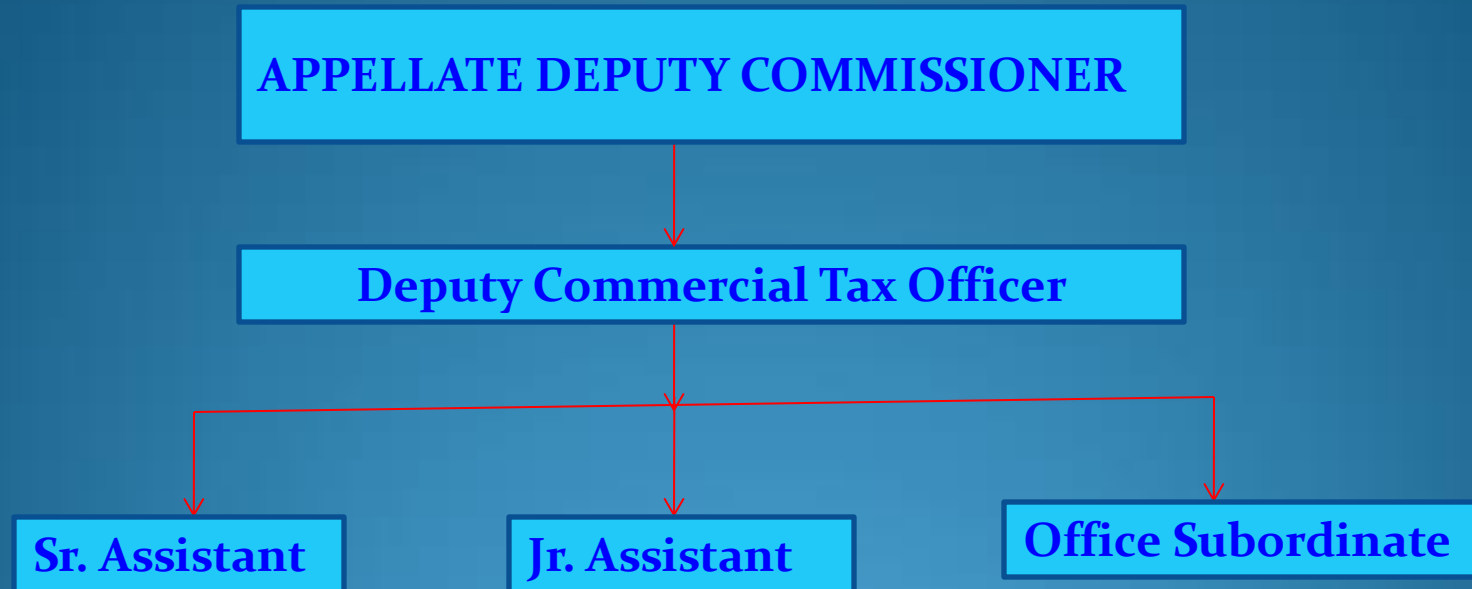 APPELLATE DEPUTY COMMISSIONER
Deputy Commercial Tax Officer
Sr. Assistant
Jr. Assistant
Office Subordinate